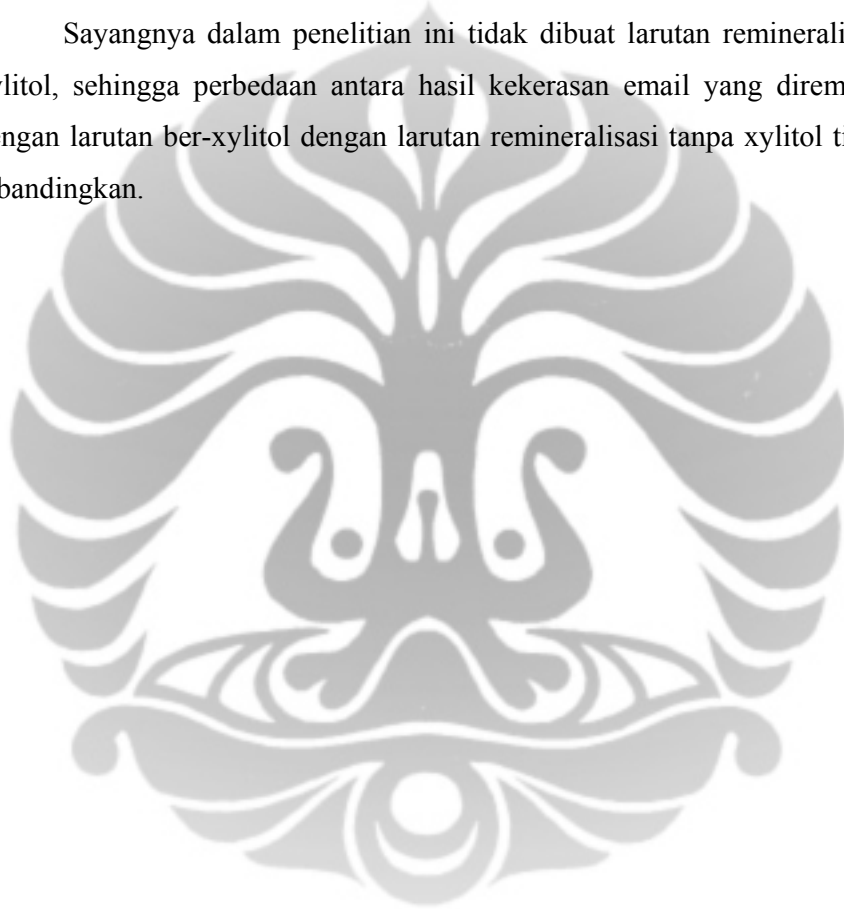 Sayangnya dalam penelitian ini tidak dibuat larutan reminerali
ylitol, sehingga perbedaan antara hasil kekerasan email yang direm
engan larutan ber-xylitol dengan larutan remineralisasi tanpa xylitol ti
bandingkan.